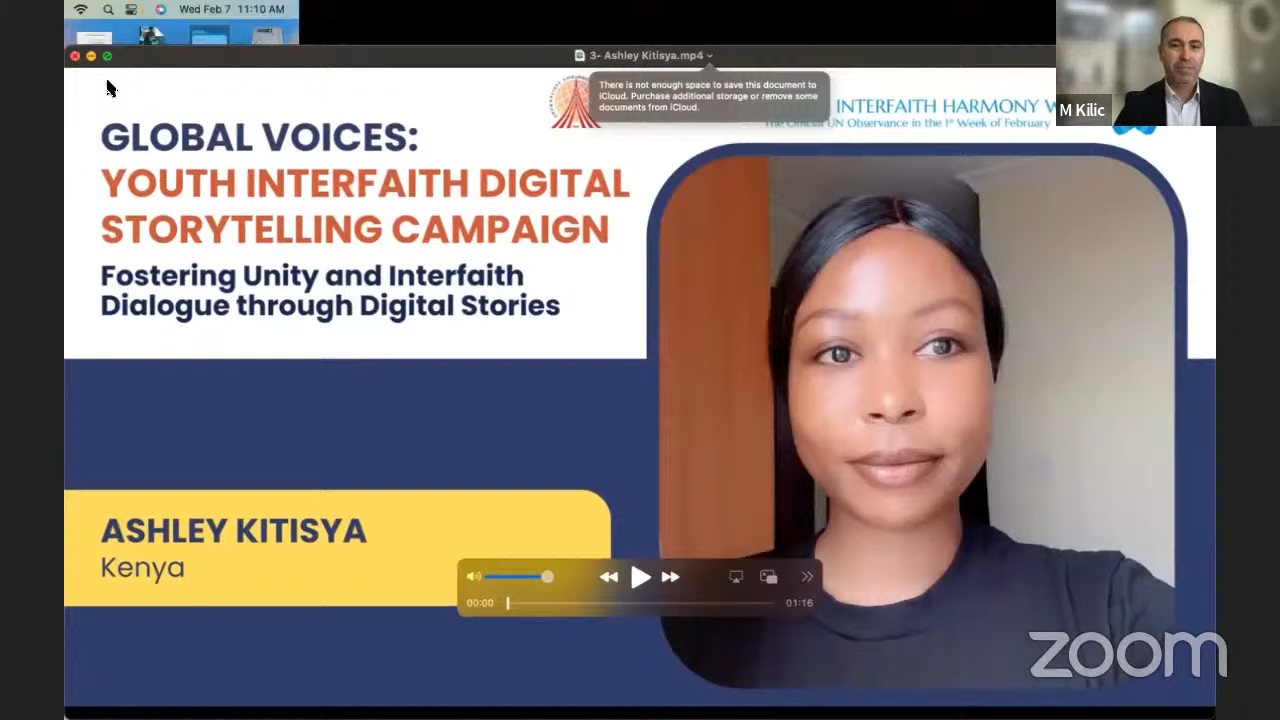 Wed Feb 7 11:10 AM
3- Ashley Kitisya.mp4
There is not enough space to save this document to
iCloud. Purchase additional storage or remove some
documents from iCloud.
INTERFAITH HARMONY W
UN Observance in the 1st Week of February
M Kilic
GLOBAL VOICES:
YOUTH INTERFAITH DIGITAL
STORYTELLING CAMPAIGN
Fostering Unity and Interfaith
Dialogue through Digital Stories
ASHLEY KITISYA
Kenya
00:00
01:16
zoom